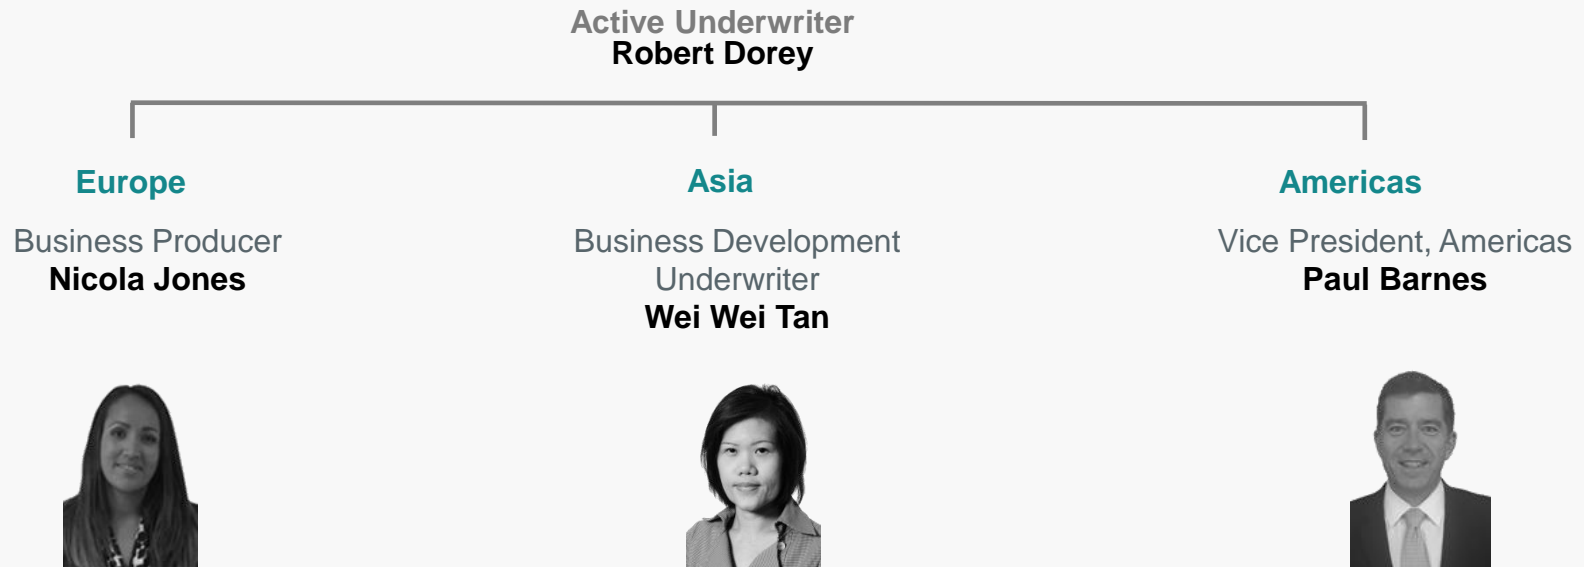 Active Underwriter
Robert Dorey
Europe
Business Producer
Nicola Jones
Asia
Business Development
Underwriter
Wei Wei Tan
Americas
Vice President, Americas
Paul Barnes